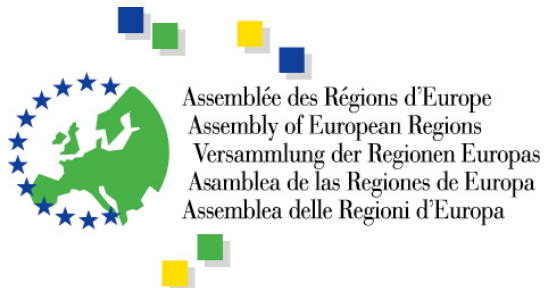 Assemblée des Régions d'Europe
Assembly of European Regions
Versammlung der Regionen Europas
Asamblea de las Regiones de Europa
Assemblea delle Regioni d'Europa